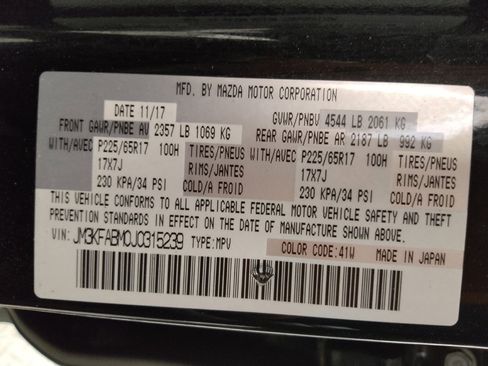 MFD. BY MAZDA MOTOR CORPORATION
DATE 11/17 GVWR/PNBV 4544 LB 2061 KG
FRONT GAWR/PNBE AV 2357 LB 1069 KG REAR GAWR/PNBE AR 2187 LB 992 KG
WITH/AVEC P225/65R17 100H TIRES/PNEUS WITH/AVEC P225/65R17 100H TIRES/PNEUS
17X7J RIMS/JANTES 17X7J RIMS/JANTES
230 KPA/34 PSI COLD/A FROID 230 KPA/34 PSI COLD/A FROID
THIS VEHICLE CONFORMS TO ALL APPLICABLE FEDERAL MOTOR VEHICLE SAFETY AND THEFT
PREVENTION STANDARDS IN EFFECT ON THE DATE OF MANUFACTURE SHOWN ABOVE.
VIN: JM3KFABM0J0315239 TYPE:MPV COLOR CODE:41W MADE IN JAPAN